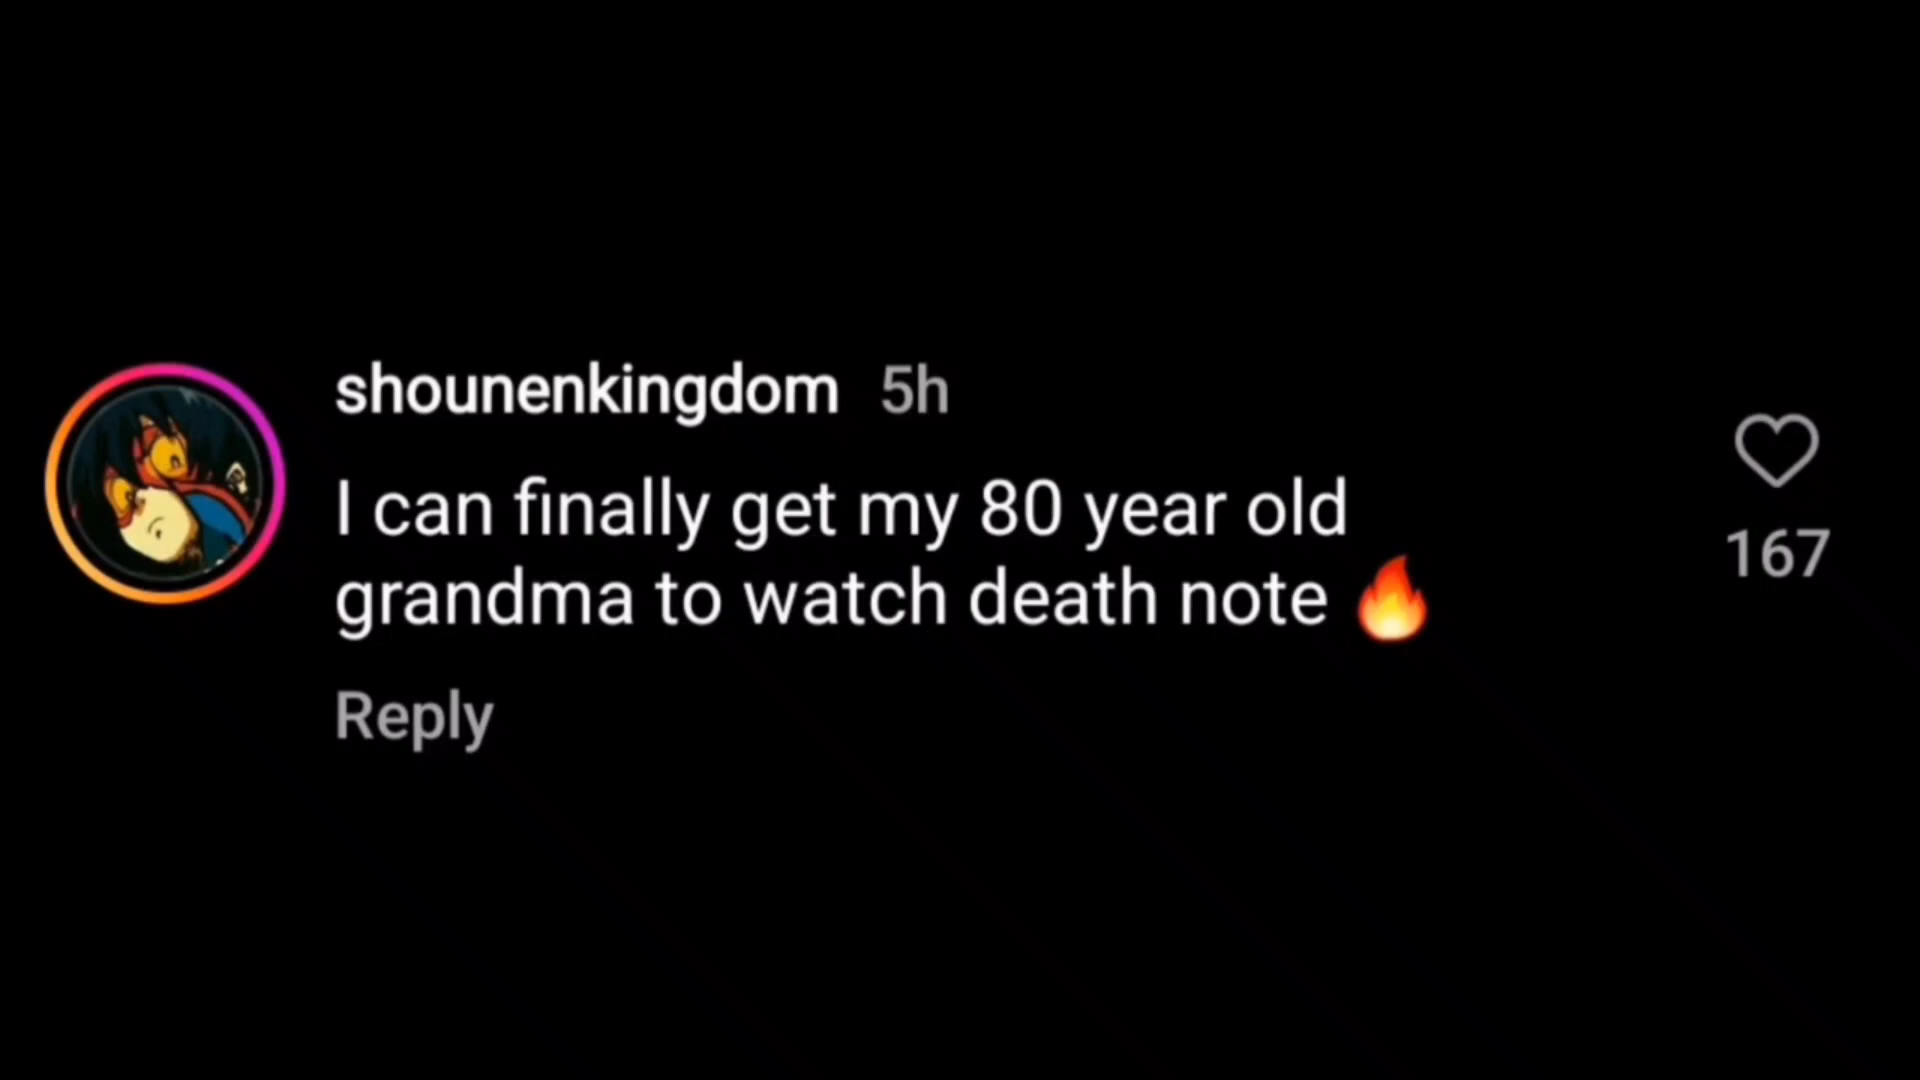 shounenkingdom 5h
I can finally get my 80 year old
grandma to watch death note 🔥
167
Reply